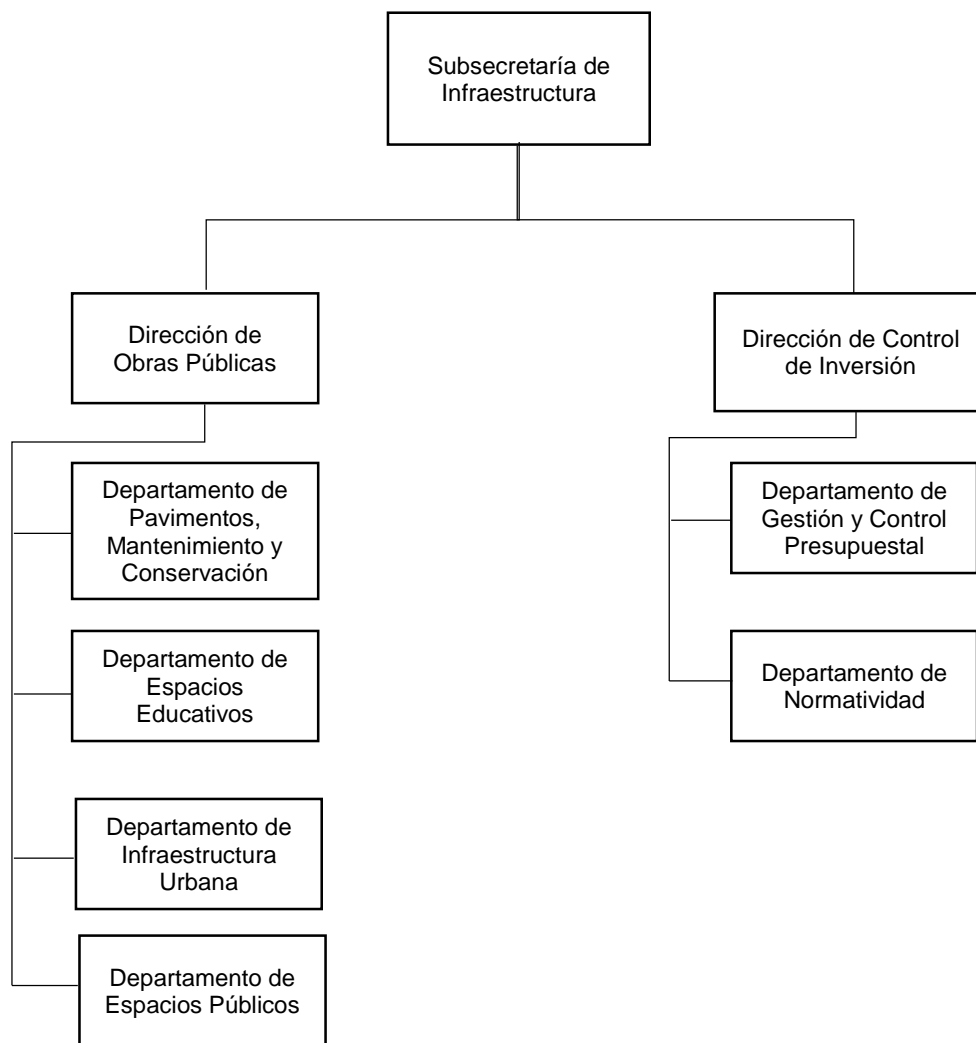 Subsecretaría de
Infraestructura
Dirección de
Obras Públicas
Dirección de Control
de Inversión
Departamento de
Pavimentos,
Mantenimiento y
Conservación
Departamento de
Espacios
Educativos
Departamento de
Infraestructura
Urbana
Departamento de
Espacios Públicos
Departamento de
Gestión y Control
Presupuestal
Departamento de
Normatividad